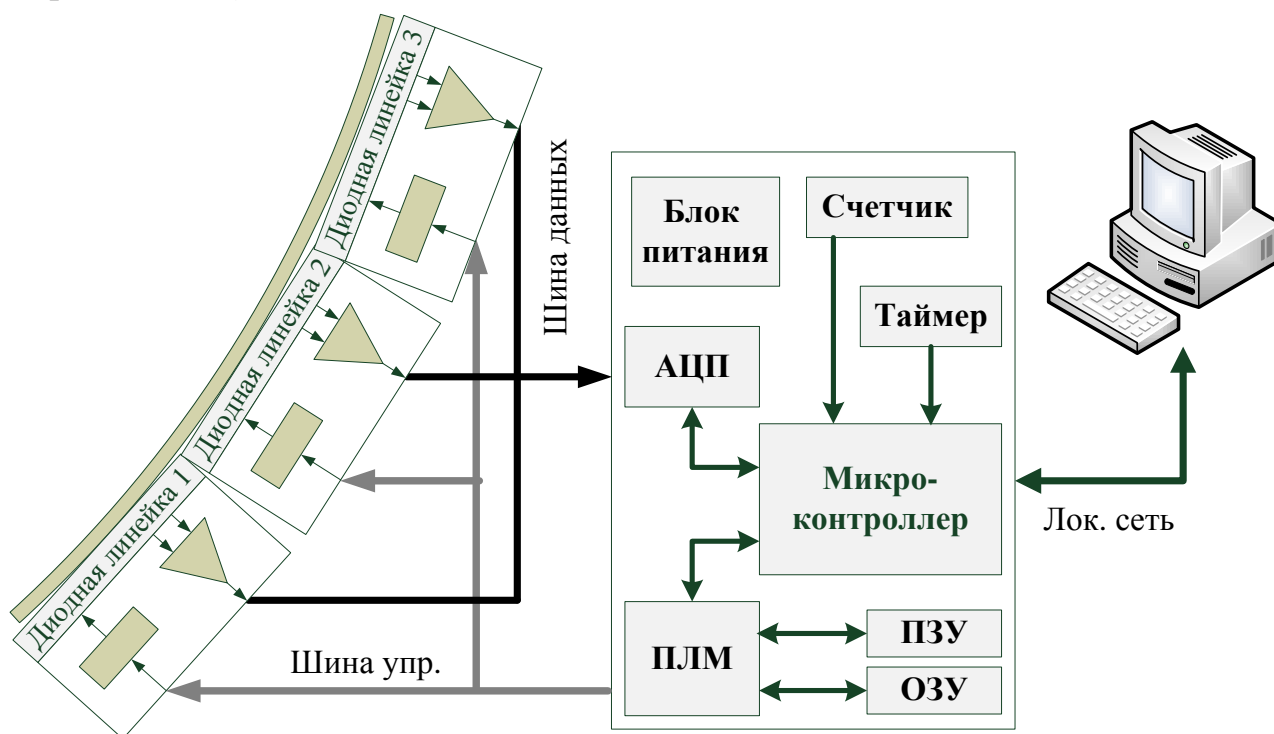 Диодная линейка 3
Диодная линейка 2
Диодная линейка 1
Шина данных
Шина упр.
Блок
питания
Счетчик
Таймер
АЦП
Микро-
контроллер
ПЛМ
ПЗУ
ОЗУ
Лок. сеть